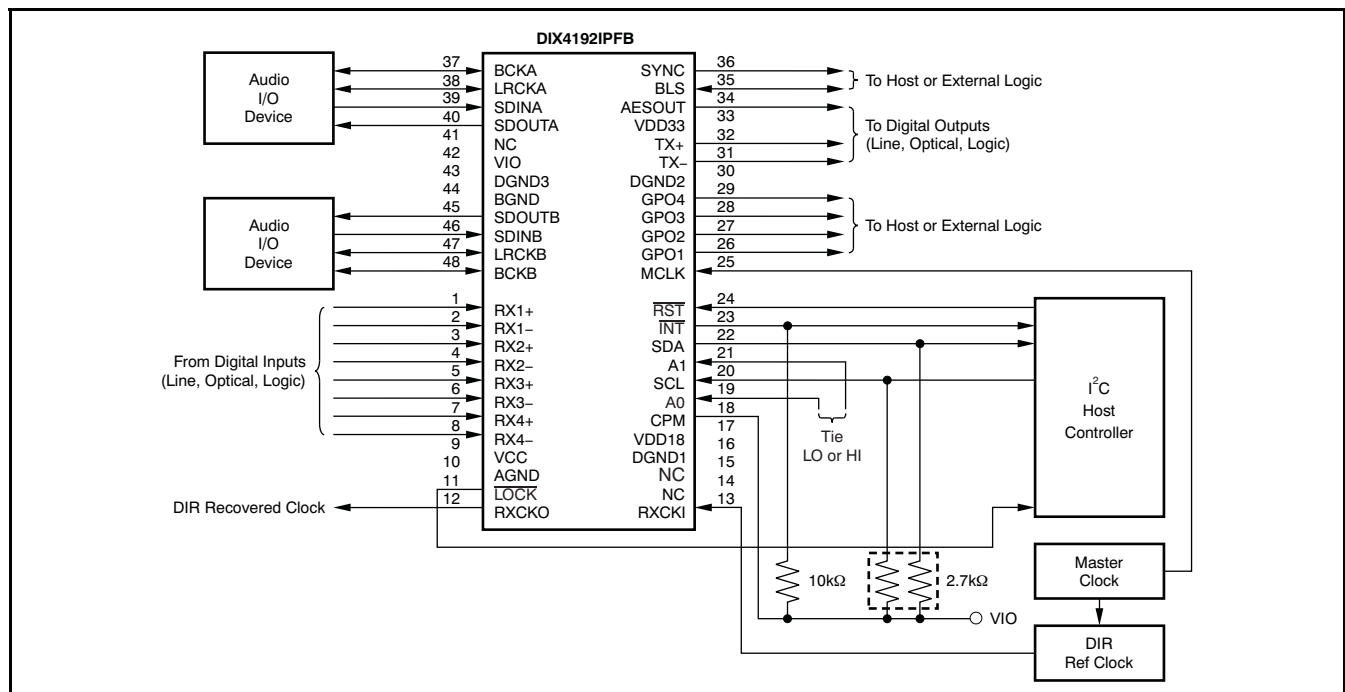 DIX4192IPFB
Audio
I/O
Device
37
38
39
40
41
42
43
44
45
46
47
48
BCKA
LRCKA
SDINA
SDOUTA
NC
VIO
DGND3
BGND
SDOUTB
SDINB
LRCKB
BCKB
Audio
I/O
Device
1
2
3
4
5
6
7
8
9
10
11
12
RX1+
RX1−
RX2+
RX2−
RX3+
RX3−
RX4+
RX4−
VCC
AGND
LOCK
RXCKO
From Digital Inputs
(Line, Optical, Logic)
DIR Recovered Clock
SYNC
BLS
AESOUT
VDD33
TX+
TX−
DGND2
GPO4
GPO3
GPO2
GPO1
MCLK
36
35
34
33
32
31
30
29
28
27
26
25
To Host or External Logic
To Digital Outputs
(Line, Optical, Logic)
To Host or External Logic
RST
INT
SDA
A1
SCL
A0
CPM
VDD18
DGND1
NC
NC
RXCKI
24
23
22
21
20
19
18
17
16
15
14
13
Tie
LO or HI
I²C
Host
Controller
10kΩ
2.7kΩ
VIO
Master
Clock
DIR
Ref Clock